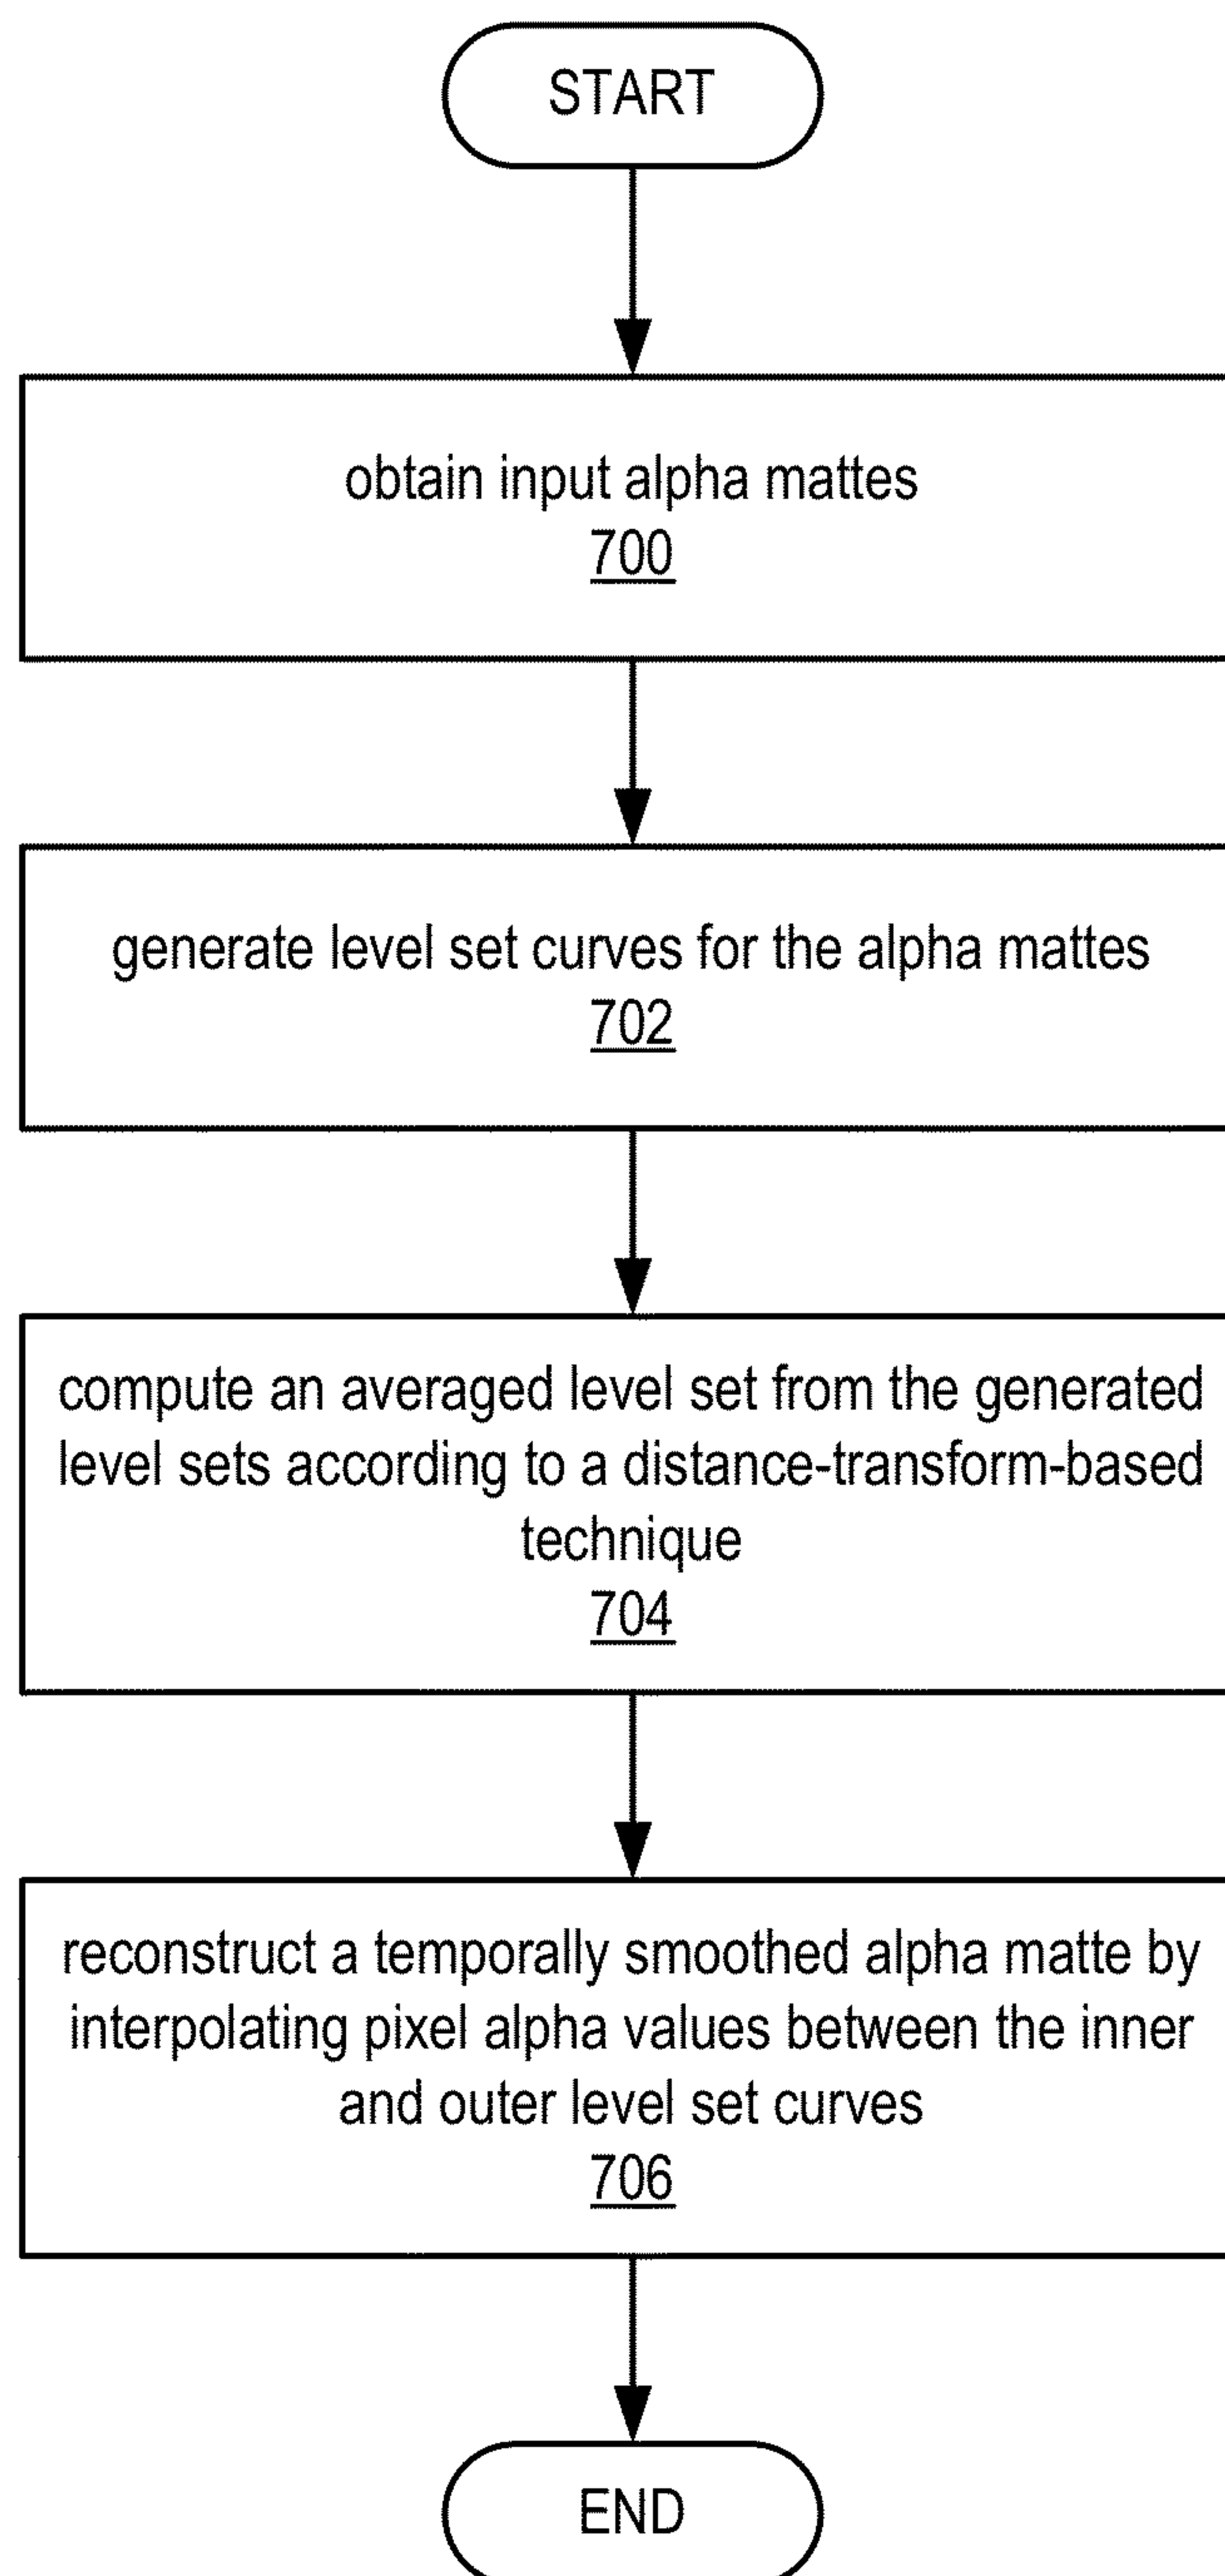 START
obtain input alpha mattes
700
generate level set curves for the alpha mattes
702
compute an averaged level set from the generated
level sets according to a distance-transform-based
technique
704
reconstruct a temporally smoothed alpha matte by
interpolating pixel alpha values between the inner
and outer level set curves
706
END